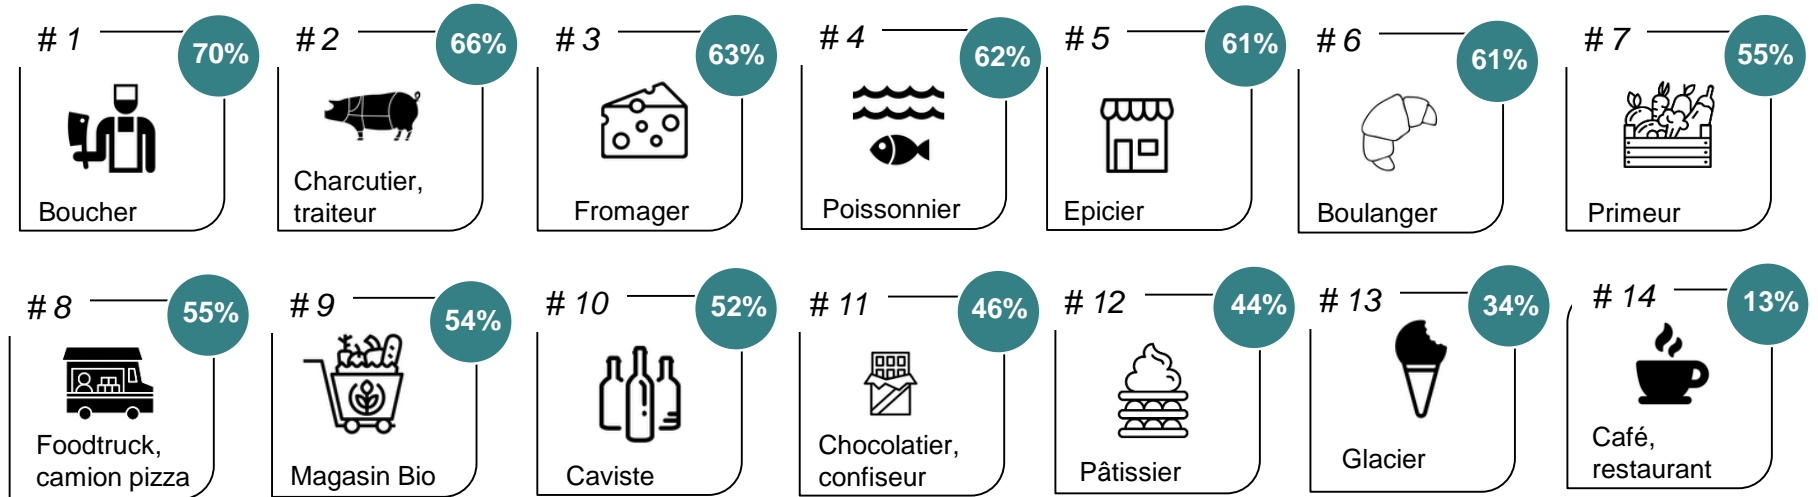 # 1
70%
Boucher
# 2
66%
Charcutier,
traiteur
# 3
63%
Fromager
# 4
62%
Poissonnier
# 5
61%
Epicier
# 6
61%
Boulanger
# 7
55%
Primeur
# 8
55%
Foodtruck,
camion pizza
# 9
54%
Magasin Bio
# 10
52%
Caviste
# 11
46%
Chocolatier,
confiseur
# 12
44%
Pâtissier
# 13
34%
Glacier
# 14
13%
Café,
restaurant